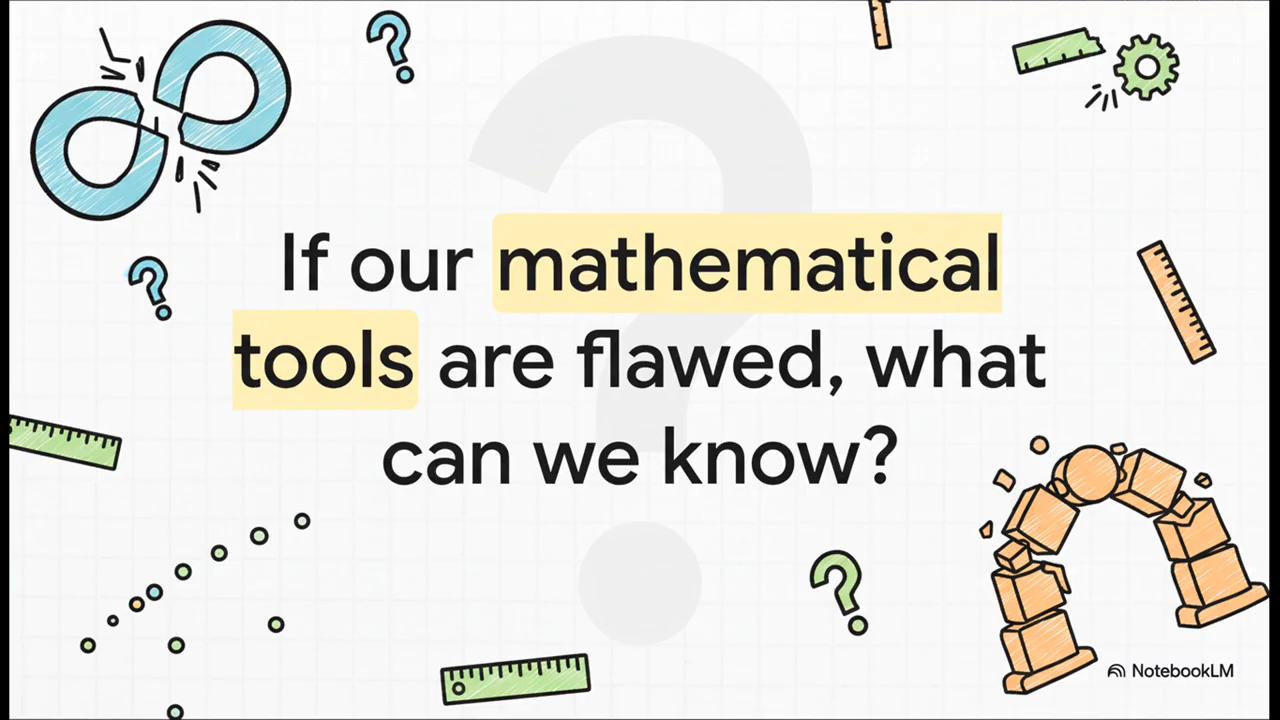 If our mathematical
tools are flawed, what
can we know?
NotebookLM